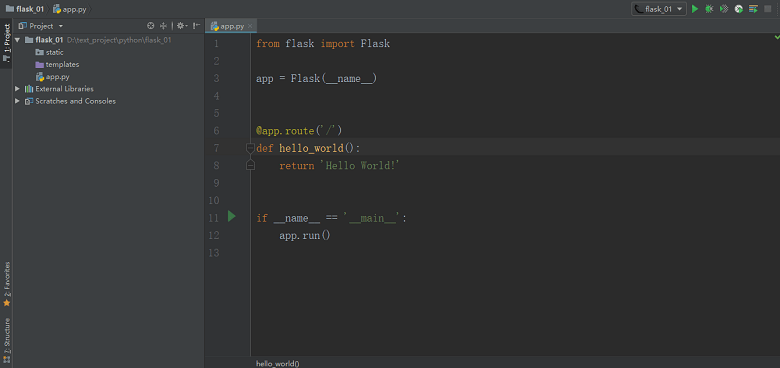 flask_01 app.py
flask_01
Project
app.py
1: Project
flask_01 D:\text_project\python\flask_01
static
templates
app.py
External Libraries
Scratches and Consoles
2: Favorites
7: Structure
1 from flask import Flask
2
3 app = Flask(__name__)
4
5
6 @app.route('/')
7 def hello_world():
8 return 'Hello World!'
9
10
11 if __name__ == '__main__':
12 app.run()
13
hello_world()